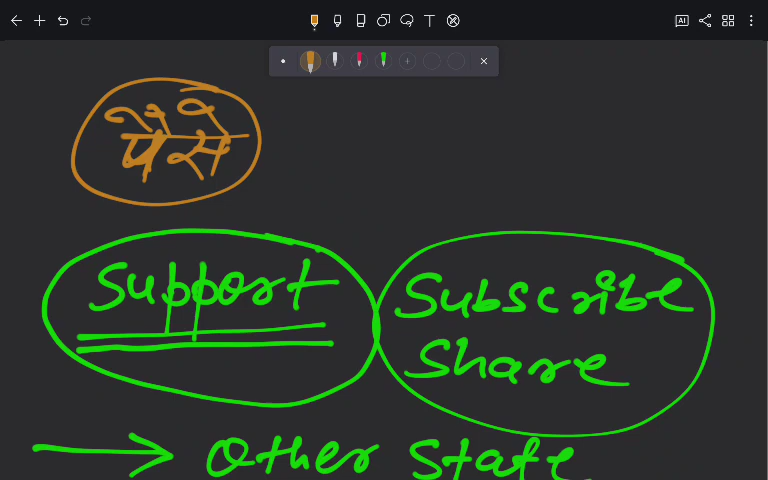 पैसे
Support
Subscribe
Share
→ Other State